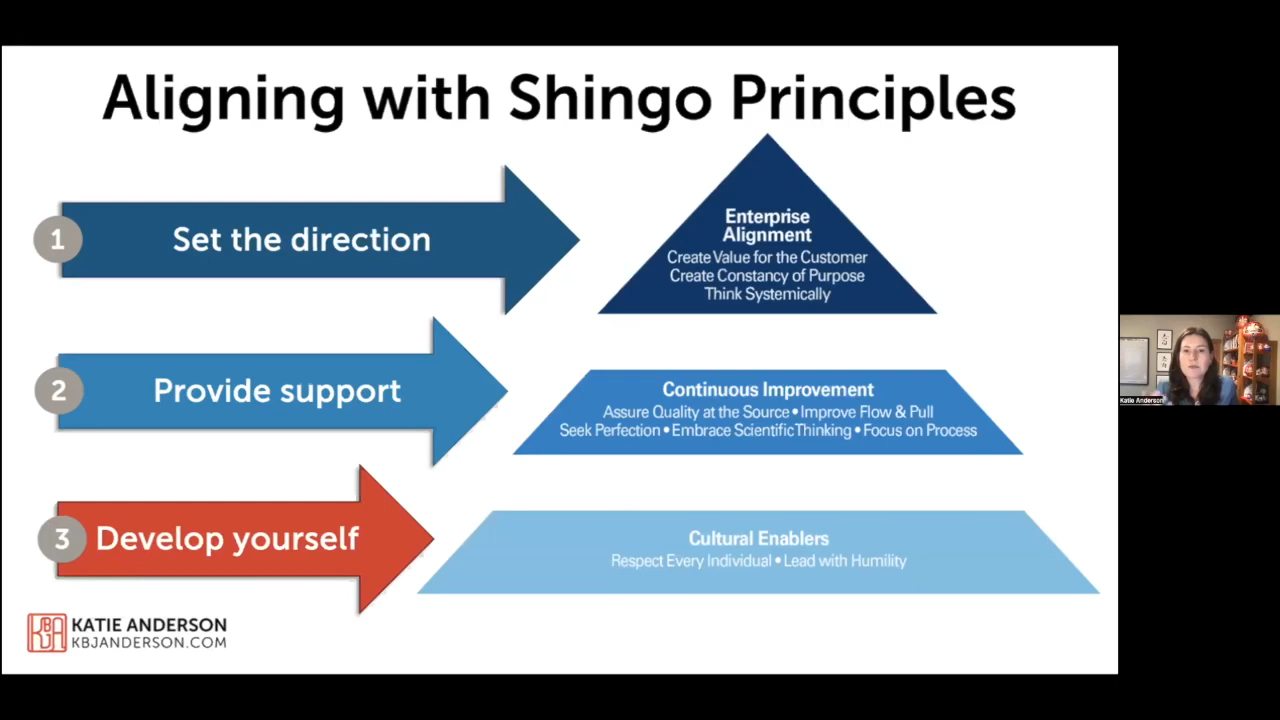 Aligning with Shingo Principles
1
Set the direction
Enterprise
Alignment
Create Value for the Customer
Create Constancy of Purpose
Think Systemically
2
Provide support
Continuous Improvement
Assure Quality at the Source • Improve Flow & Pull
Seek Perfection • Embrace Scientific Thinking • Focus on Process
3
Develop yourself
Cultural Enablers
Respect Every Individual • Lead with Humility
KATIE ANDERSON
KBJANDERSON.COM
Katie Anderson